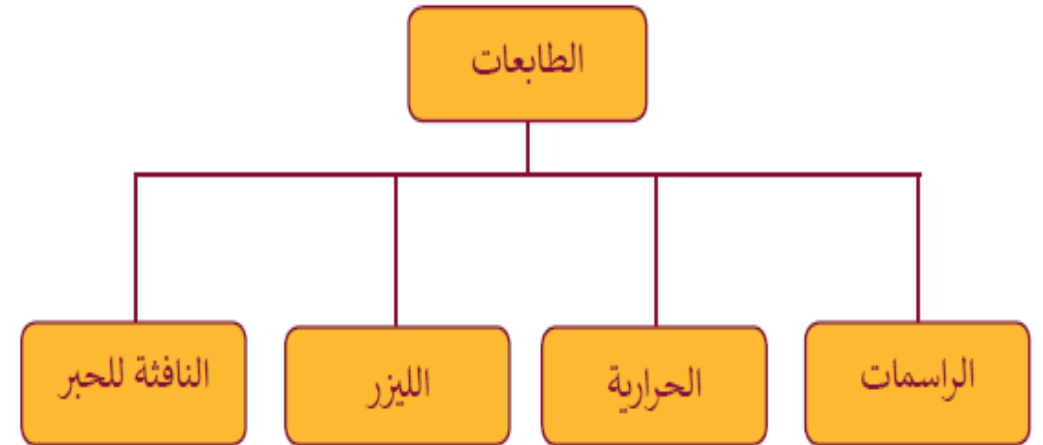 الطابعات
الراسمات
الحرارية
الليزر
النافثة للحبر